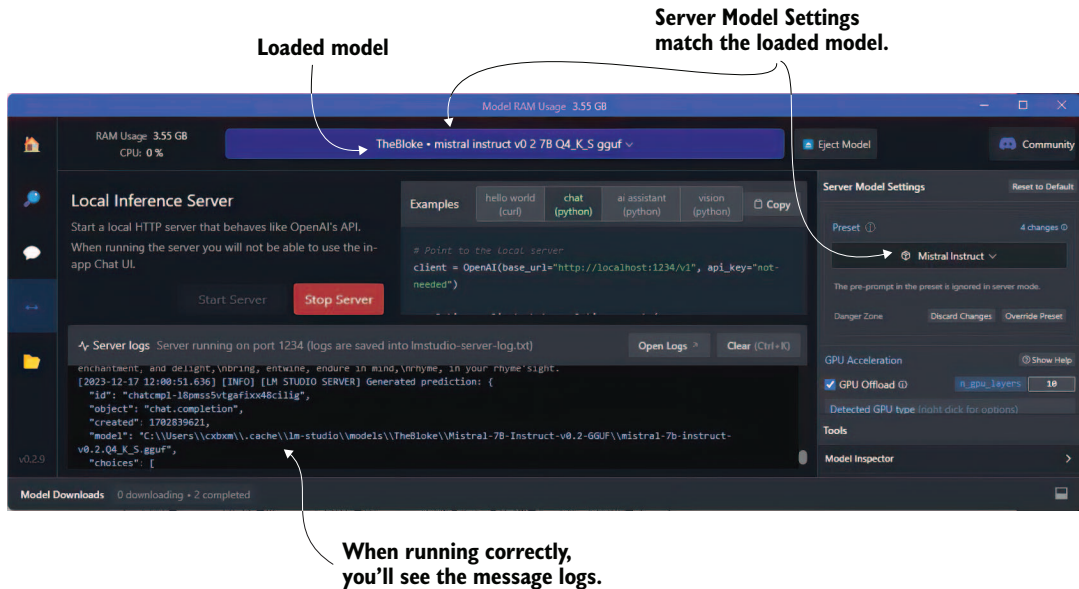 Server Model Settings
match the loaded model.
Loaded model
Model RAM Usage 3.55 GB
RAM Usage 3.55 GB
CPU: 0 %
TheBloke • mistral instruct v0 2 7B Q4_K_S gguf
Eject Model
Community
Local Inference Server
Start a local HTTP server that behaves like OpenAI's API.
When running the server you will not be able to use the in-
app Chat UI.
Start Server
Stop Server
Examples
hello world
(curl)
chat
(python)
ai assistant
(python)
vision
(python)
Copy
# Point to the local server
client = OpenAI(base_url="http://localhost:1234/v1", api_key="not-
needed")
Server Model Settings
Reset to Default
Preset
4 changes
Mistral Instruct
The pre-prompt in the preset is ignored in server mode.
Danger Zone
Discard Changes
Override Preset
Server logs Server running on port 1234 (logs are saved into lmstudio-server-log.txt)
Open Logs
Clear (Ctrl+K)
enchantment, and delight,\nbring, entwine, endure in mind,\nrhyme, in your rhyme'sight.
[2023-12-17 12:00:51.636] [INFO] [LM STUDIO SERVER] Generated prediction: {
"id": "chatcmpl-l8pmss5vtgafixx48cilig",
"object": "chat.completion",
"created": 1702839621,
"model": "C:\\Users\\cxbxm\\.cache\\lm-studio\\models\\TheBloke\\Mistral-7B-Instruct-v0.2-GGUF\\mistral-7b-instruct-
v0.2.Q4_K_S.gguf",
"choices": [
GPU Acceleration
Show Help
GPU Offload
n_gpu_layers
10
Detected GPU type (right click for options)
Tools
Model Inspector
v0.2.9
Model Downloads 0 downloading • 2 completed
When running correctly,
you'll see the message logs.